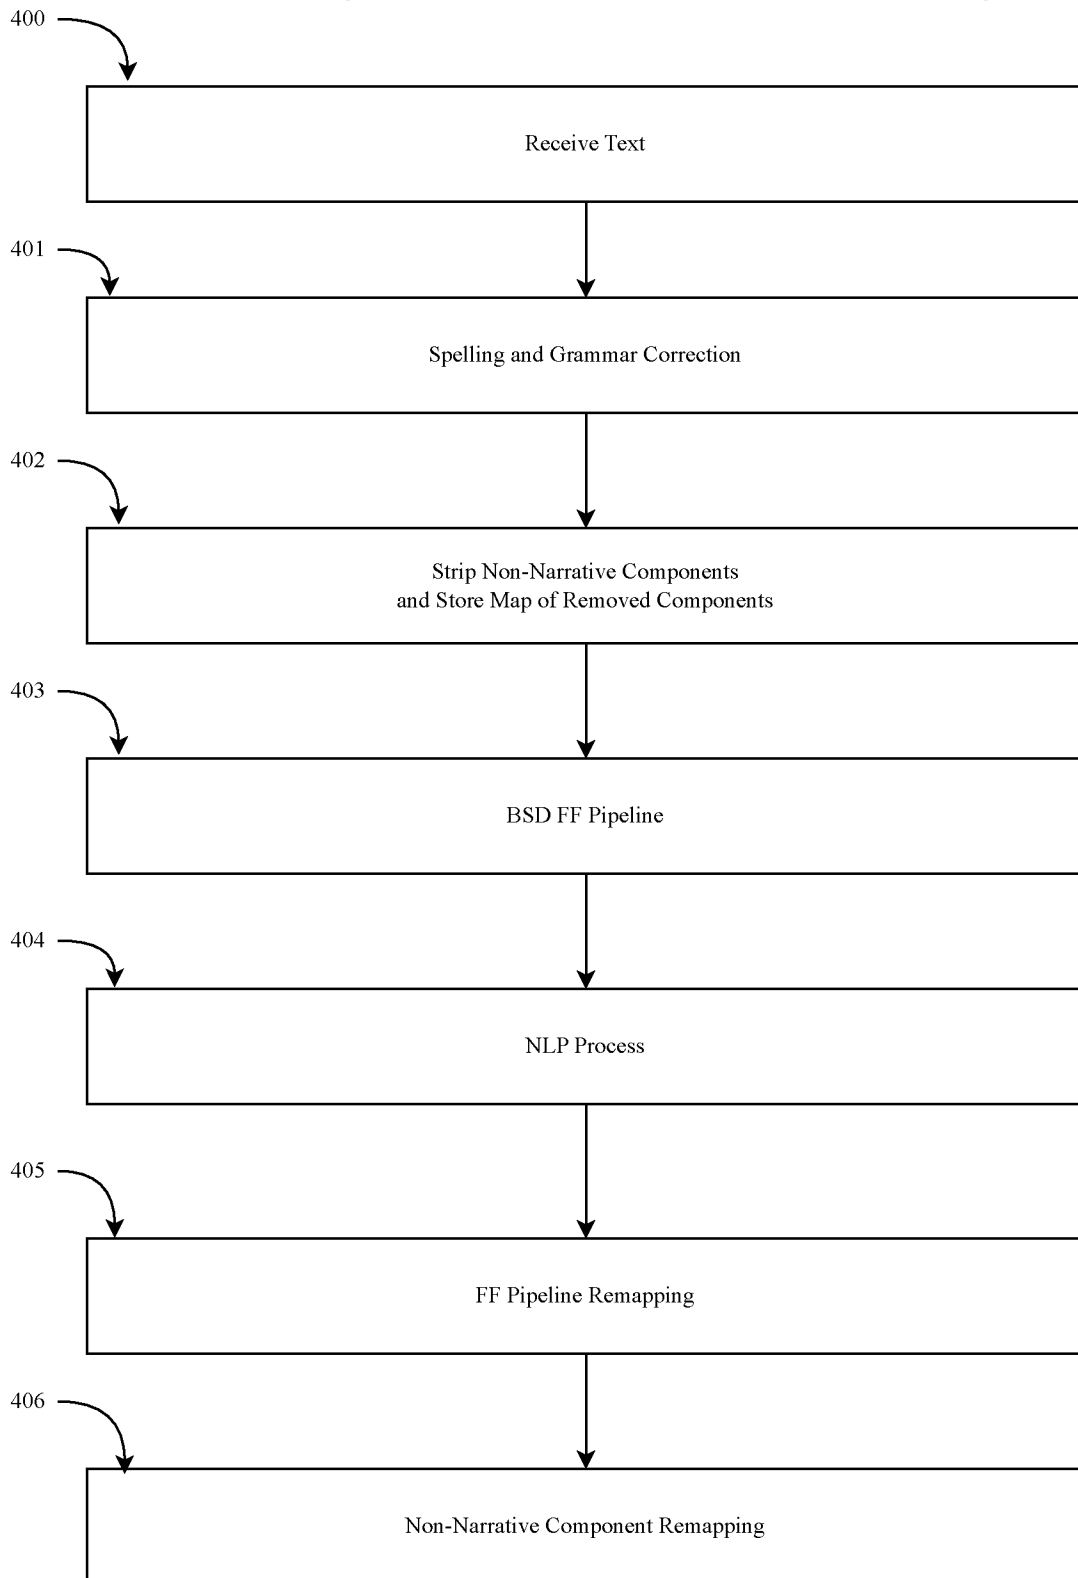 400
Receive Text
401
Spelling and Grammar Correction
402
Strip Non-Narrative Components
and Store Map of Removed Components
403
BSD FF Pipeline
404
NLP Process
405
FF Pipeline Remapping
406
Non-Narrative Component Remapping